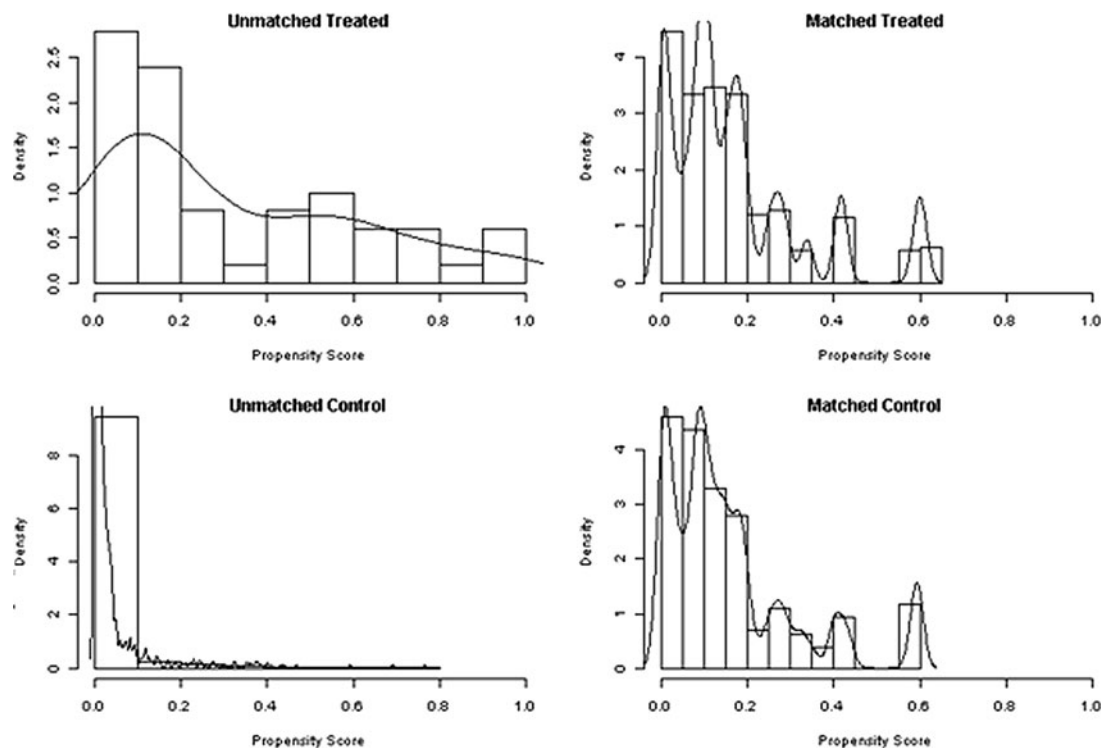 Unmatched Treated
Density
0.0 0.5 1.0 1.5 2.0 2.5
0.0 0.2 0.4 0.6 0.8 1.0
Propensity Score
Matched Treated
Density
0 1 2 3 4
0.0 0.2 0.4 0.6 0.8 1.0
Propensity Score
Unmatched Control
Density
0 2 4 6 8
0.0 0.2 0.4 0.6 0.8 1.0
Propensity Score
Matched Control
Density
0 1 2 3 4
0.0 0.2 0.4 0.6 0.8 1.0
Propensity Score